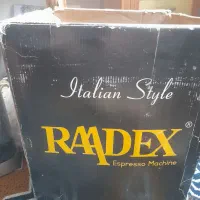 Italian Style
RAADEX®
Espresso Machine